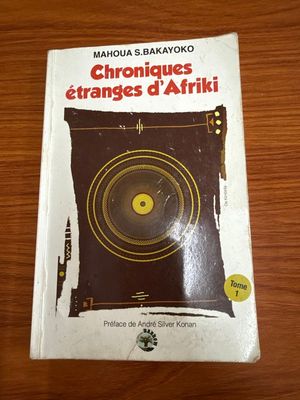 MAHOUA S.BAKAYOKO
Chroniques
étranges d'Afriki
Tome
1
Préface de André Silver Konan